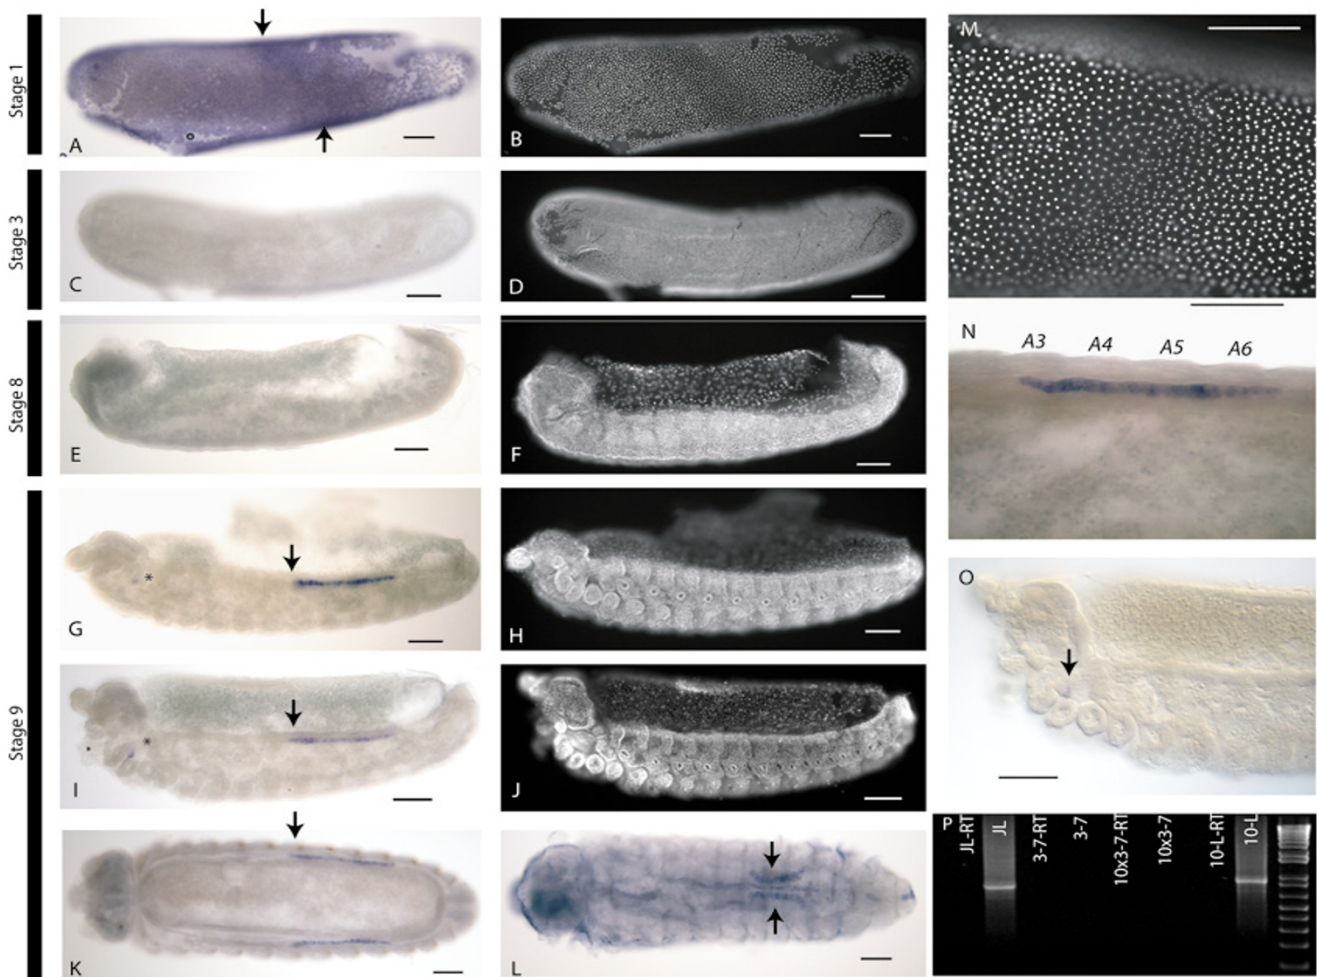 Stage 1
A
B
M
Stage 3
C
D
N
A3 A4 A5 A6
Stage 8
E
F
Stage 9
G
*
H
O
I
* *
J
K
L
P
JL-RT
JL
3-7-RT
3-7
10x3-7-RT
10x3-7
10-L-RT
10-L